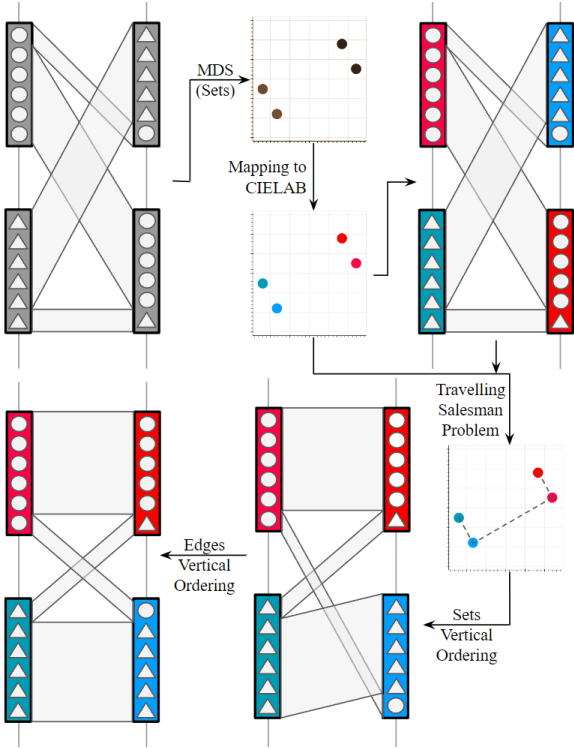 MDS
(Sets)
Mapping to
CIELAB
Travelling
Salesman
Problem
Edges
Vertical
Ordering
Sets
Vertical
Ordering